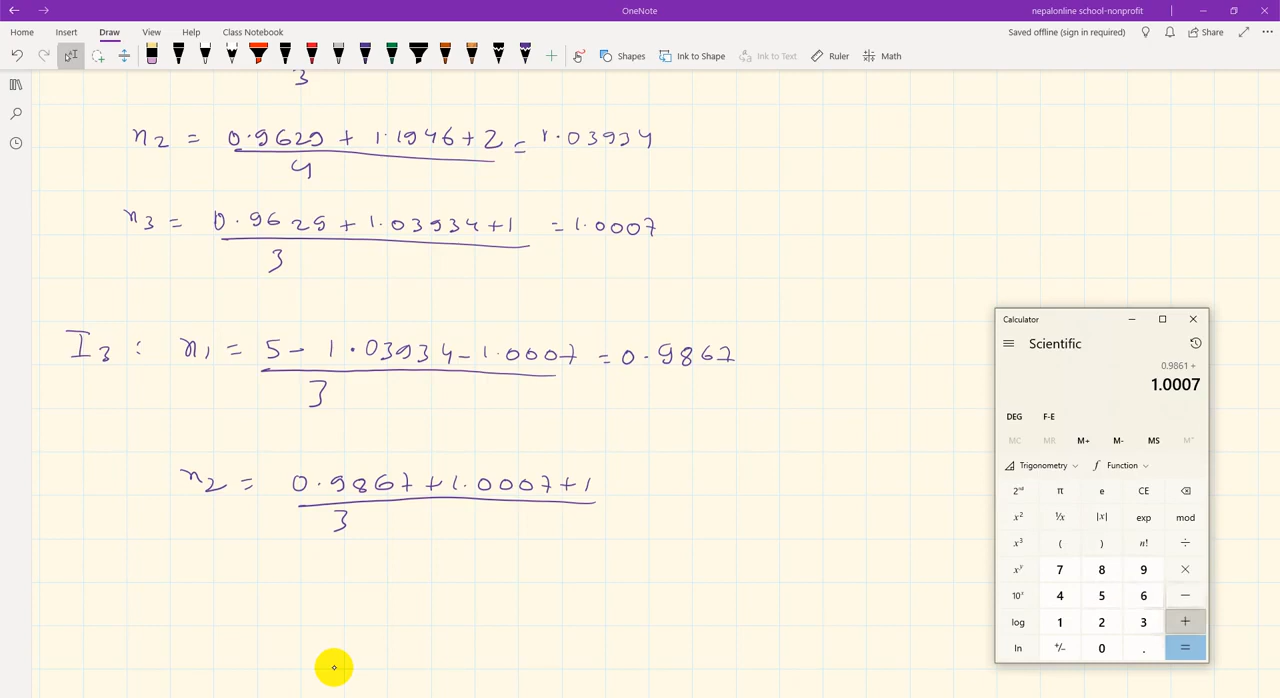 OneNote
nepalonline school-nonprofit
Home Insert Draw View Help Class Notebook
Saved offline (sign in required) Share
Shapes Ink to Shape Ink to Text Ruler Math
3
x2 = 0.9629 + 1.1946 + 2 = 1.03934
4
x3 = 0.9629 + 1.03934 + 1 = 1.0007
3
I3 : x1 = 5 - 1.03934 - 1.0007 = 0.9867
3
x2 = 0.9867 + 1.0007 + 1
3
Calculator
Scientific
0.9861 +
1.0007
DEG F-E
MC MR M+ M- MS M˅
Trigonometry Function
2ⁿᵈ π e CE
x² ¹/x |x| exp mod
x³ ( ) n! ÷
xʸ 7 8 9 ×
10ˣ 4 5 6 −
log 1 2 3 +
ln +/- 0 . =